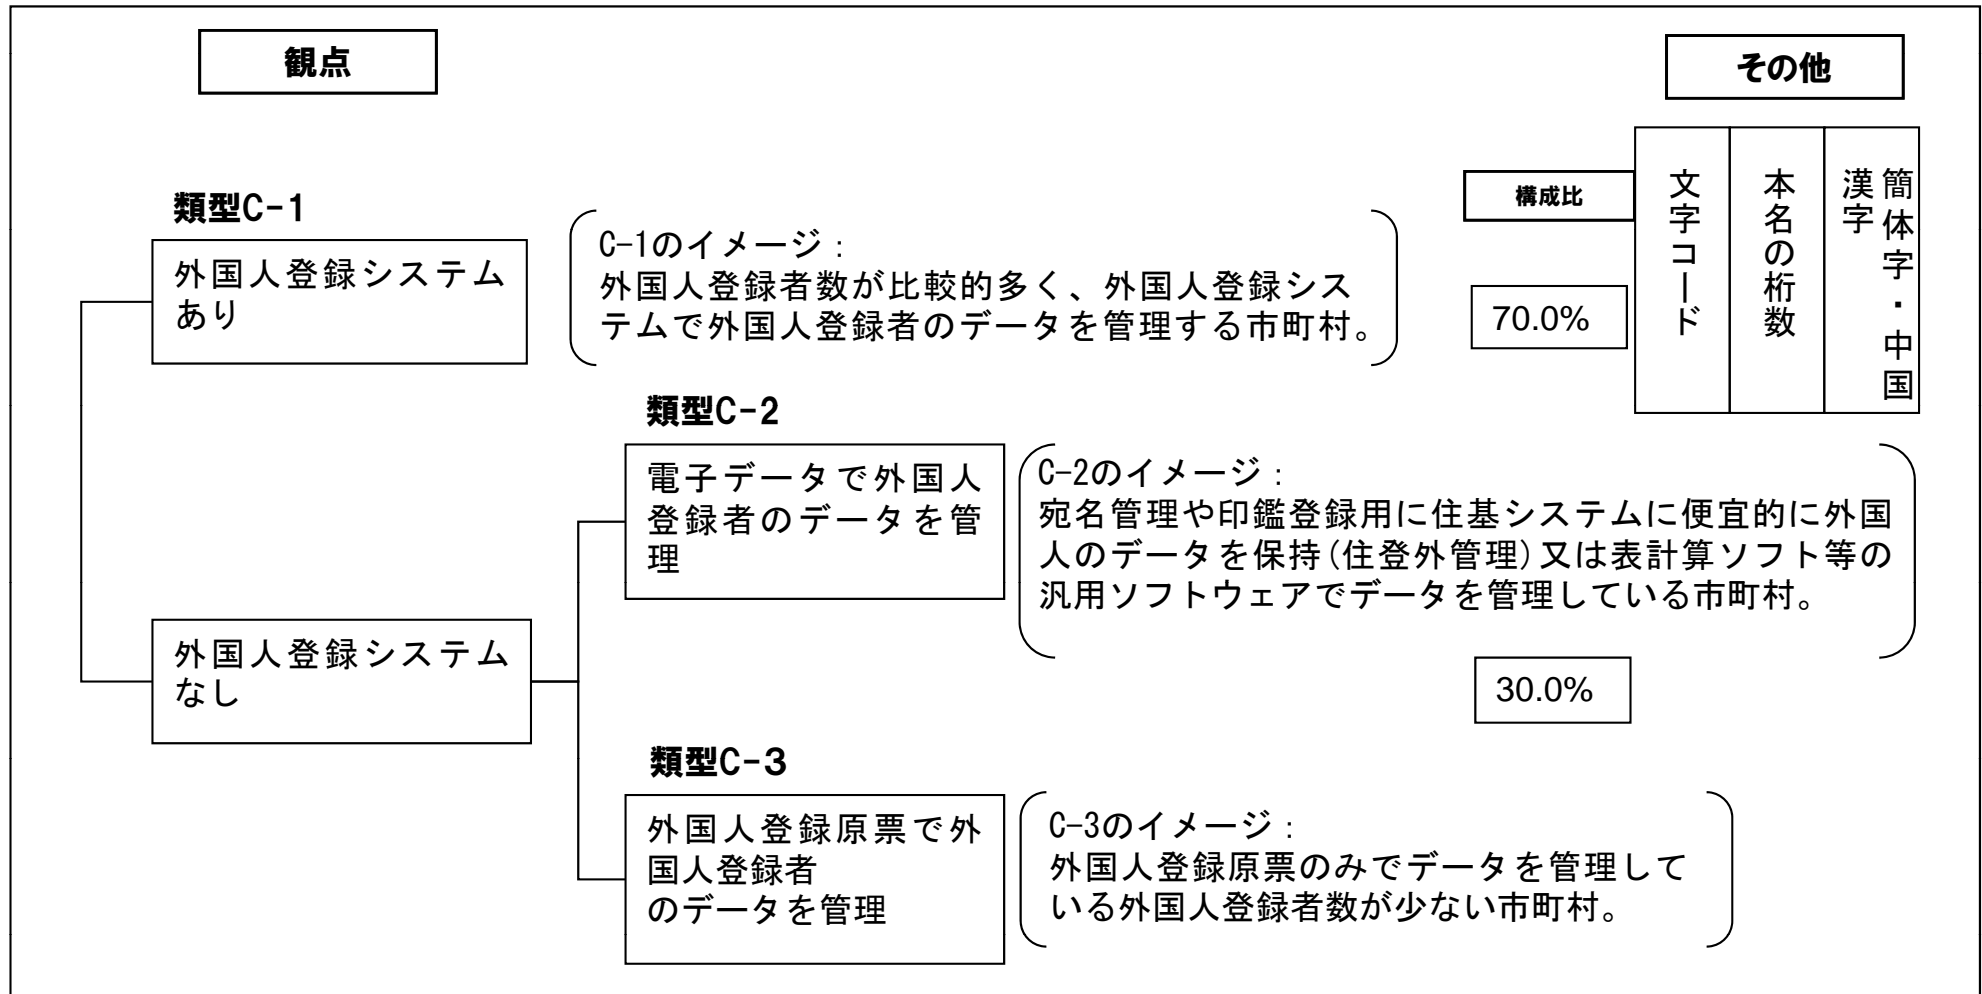 観点
その他
構成比
文字コード
本名の桁数
簡体字・中国
漢字
類型C-1
外国人登録システム
あり
C-1のイメージ：
外国人登録者数が比較的多く、外国人登録シス
テムで外国人登録者のデータを管理する市町村。
70.0%
類型C-2
電子データで外国人
登録者のデータを管
理
C-2のイメージ：
宛名管理や印鑑登録用に住基システムに便宜的に外国
人のデータを保持(住登外管理)又は表計算ソフト等の
汎用ソフトウェアでデータを管理している市町村。
外国人登録システム
なし
30.0%
類型C-3
外国人登録原票で外
国人登録者
のデータを管理
C-3のイメージ：
外国人登録原票のみでデータを管理して
いる外国人登録者数が少ない市町村。